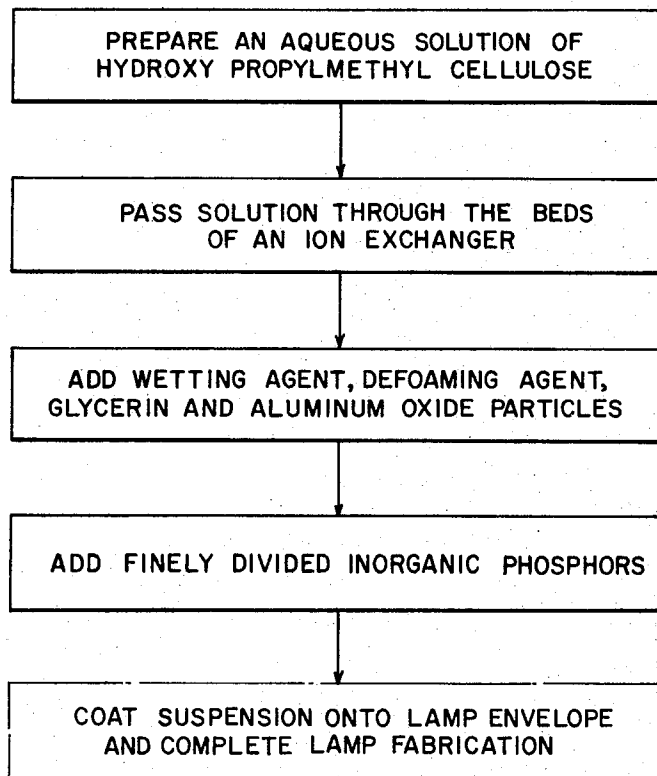 PREPARE AN AQUEOUS SOLUTION OF
HYDROXY PROPYLMETHYL CELLULOSE
PASS SOLUTION THROUGH THE BEDS
OF AN ION EXCHANGER
ADD WETTING AGENT, DEFOAMING AGENT,
GLYCERIN AND ALUMINUM OXIDE PARTICLES
ADD FINELY DIVIDED INORGANIC PHOSPHORS
COAT SUSPENSION ONTO LAMP ENVELOPE
AND COMPLETE LAMP FABRICATION